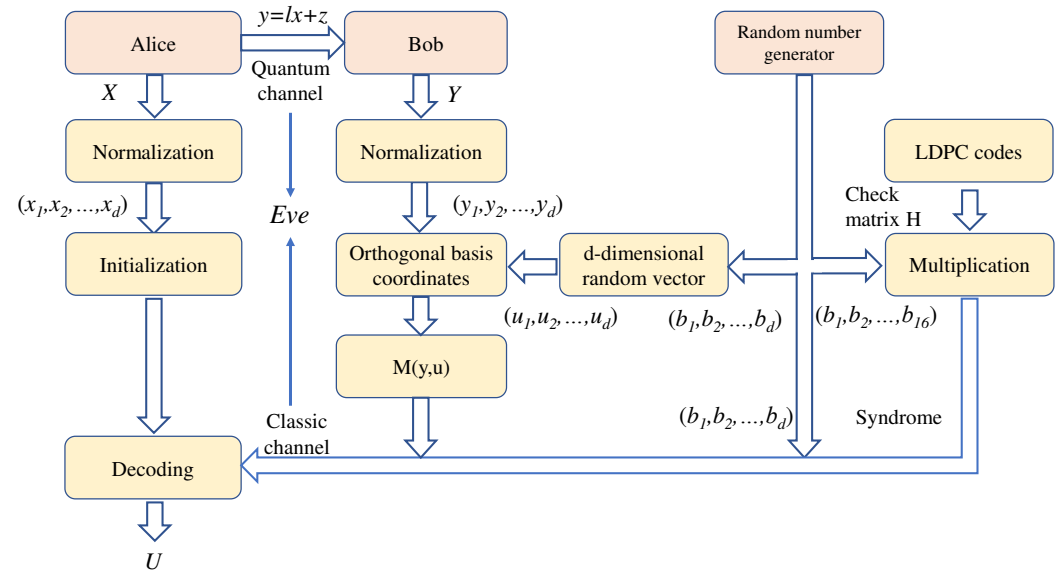 y=lx+z
Alice
Bob
Random number
generator
Quantum
channel
X
Y
Normalization
Normalization
LDPC codes
(x1,x2,...,xd)
Eve
(y1,y2,...,yd)
Check
matrix H
Initialization
Orthogonal basis
coordinates
d-dimensional
random vector
Multiplication
(u1,u2,...,ud)
(b1,b2,...,bd)
(b1,b2,...,b16)
M(y,u)
Classic
channel
(b1,b2,...,bd)
Syndrome
Decoding
U